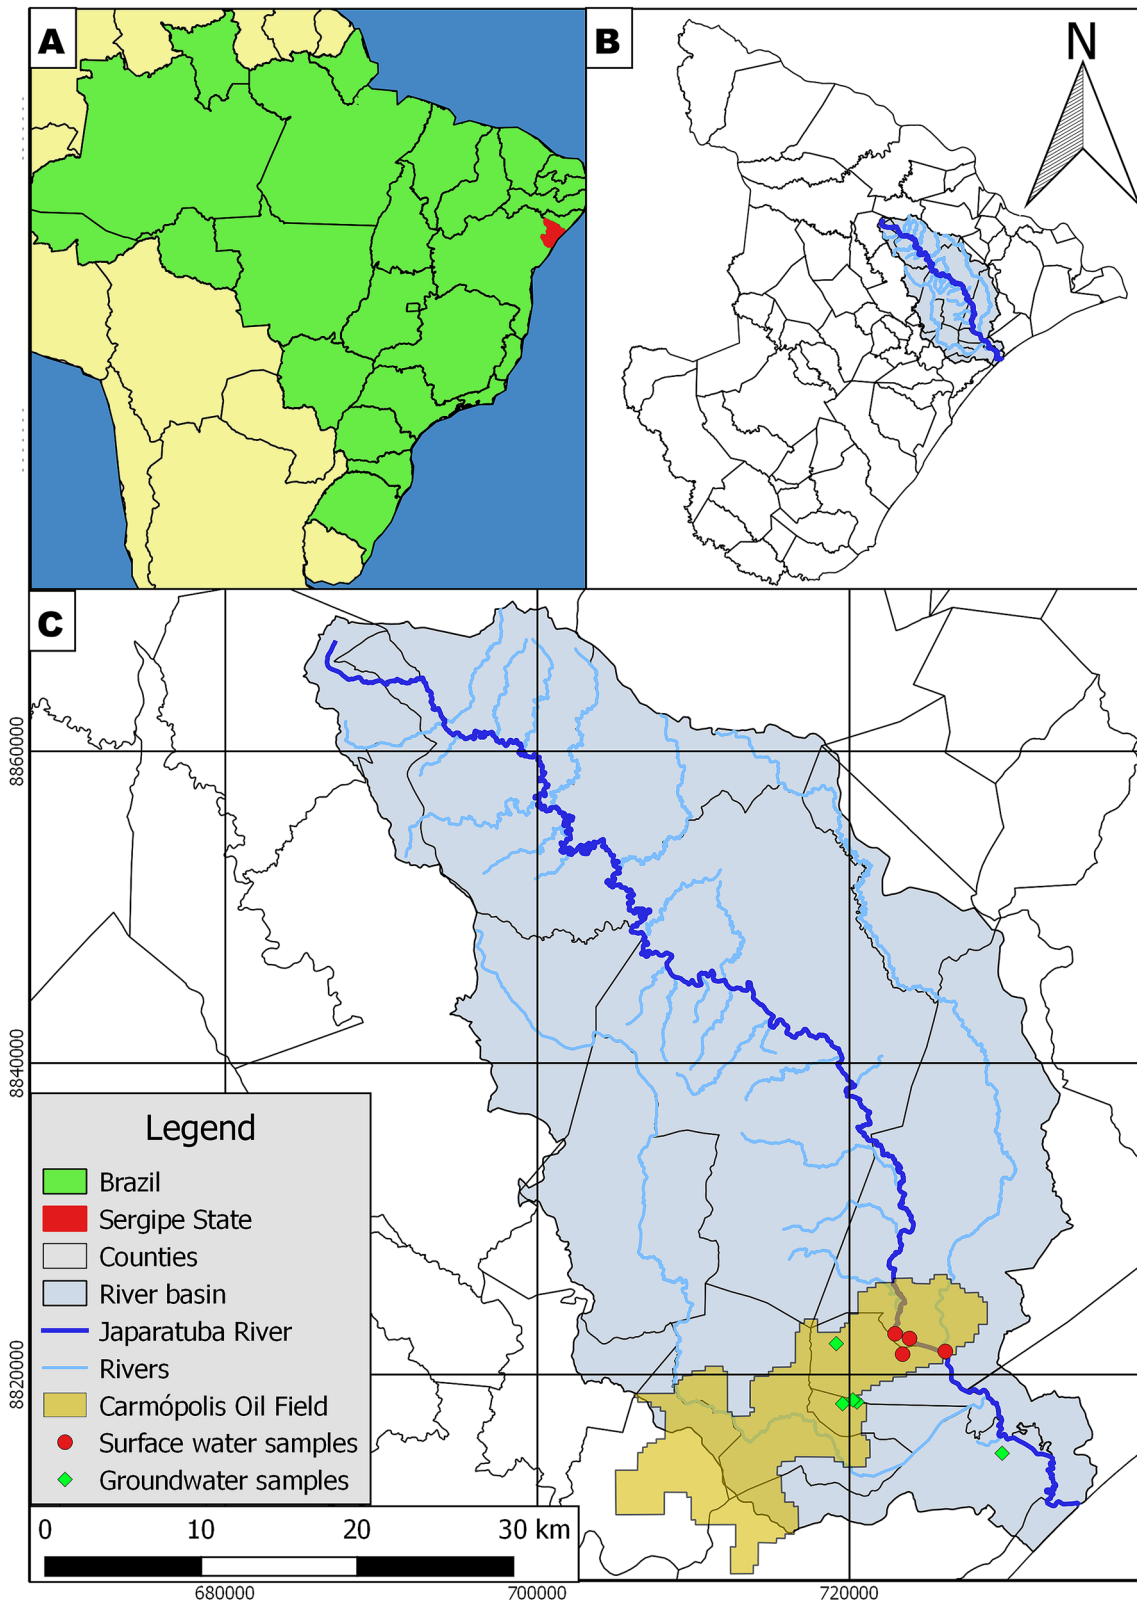 A
B
N
C
8860000
8840000
8820000
Legend
Brazil
Sergipe State
Counties
River basin
Japaratuba River
Rivers
Carmópolis Oil Field
Surface water samples
Groundwater samples
0 10 20 30 km
680000 700000 720000